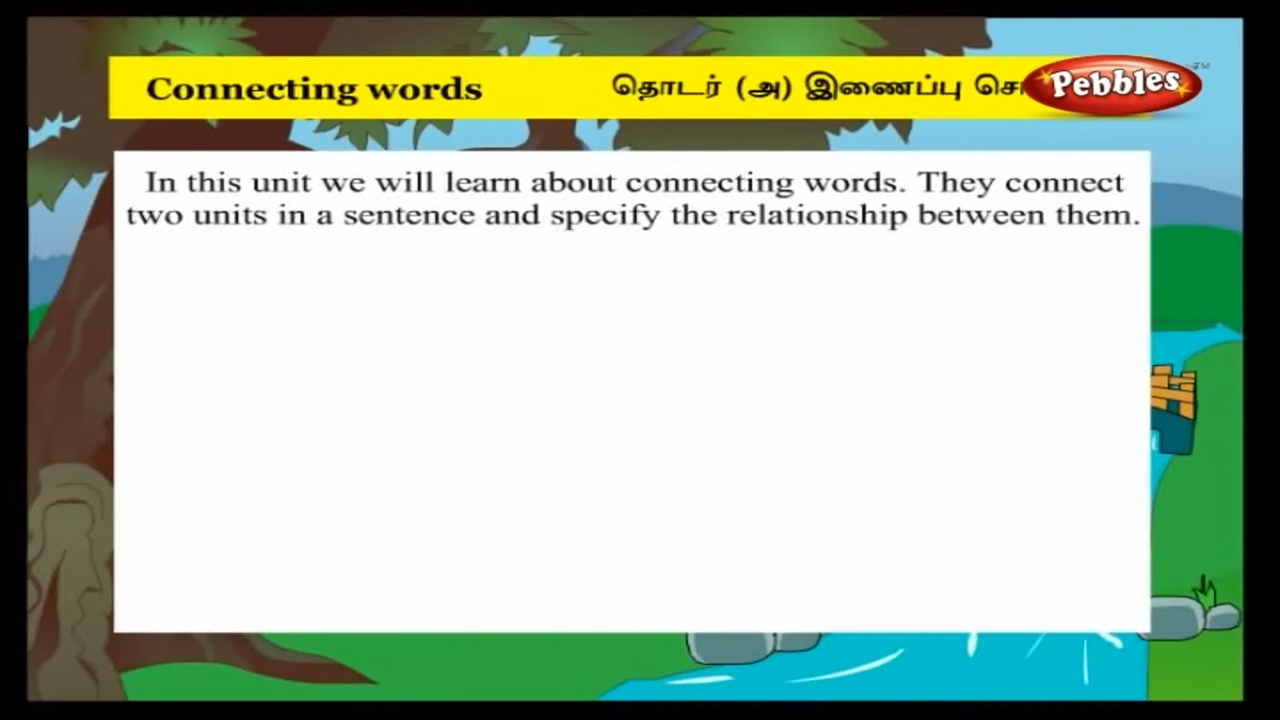 Connecting words
தொடர் (அ) இணைப்பு
Pebbles
TM
In this unit we will learn about connecting words. They connect
two units in a sentence and specify the relationship between them.